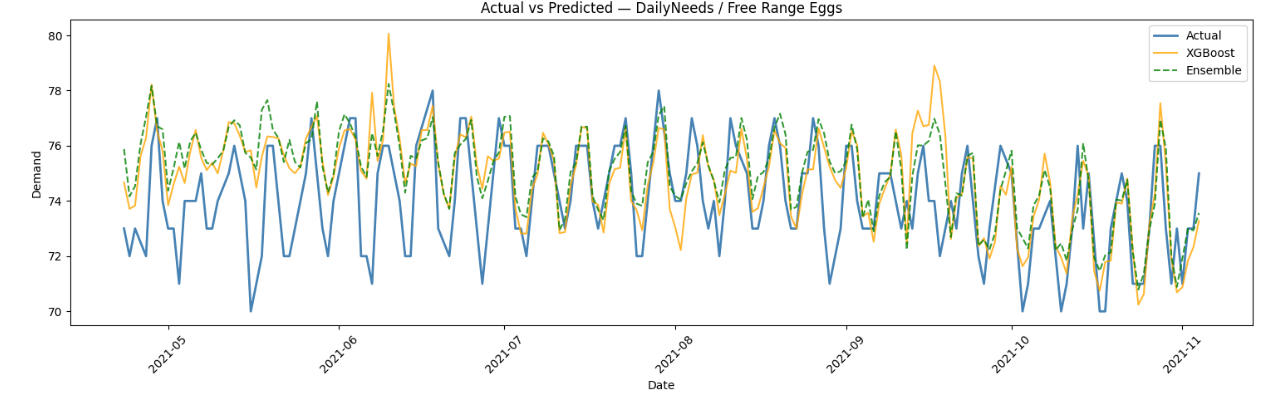 Actual vs Predicted — DailyNeeds / Free Range Eggs
Actual
XGBoost
Ensemble
Demand
80
78
76
74
72
70
2021-05
2021-06
2021-07
2021-08
2021-09
2021-10
2021-11
Date